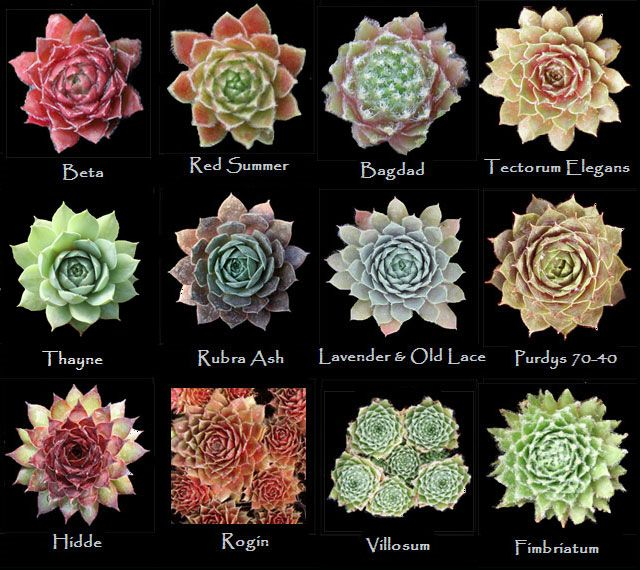 Beta
Red Summer
Bagdad
Tectorum Elegans
Thayne
Rubra Ash
Lavender & Old Lace
Purdys 70-40
Hidde
Rogin
Villosum
Fimbriatum